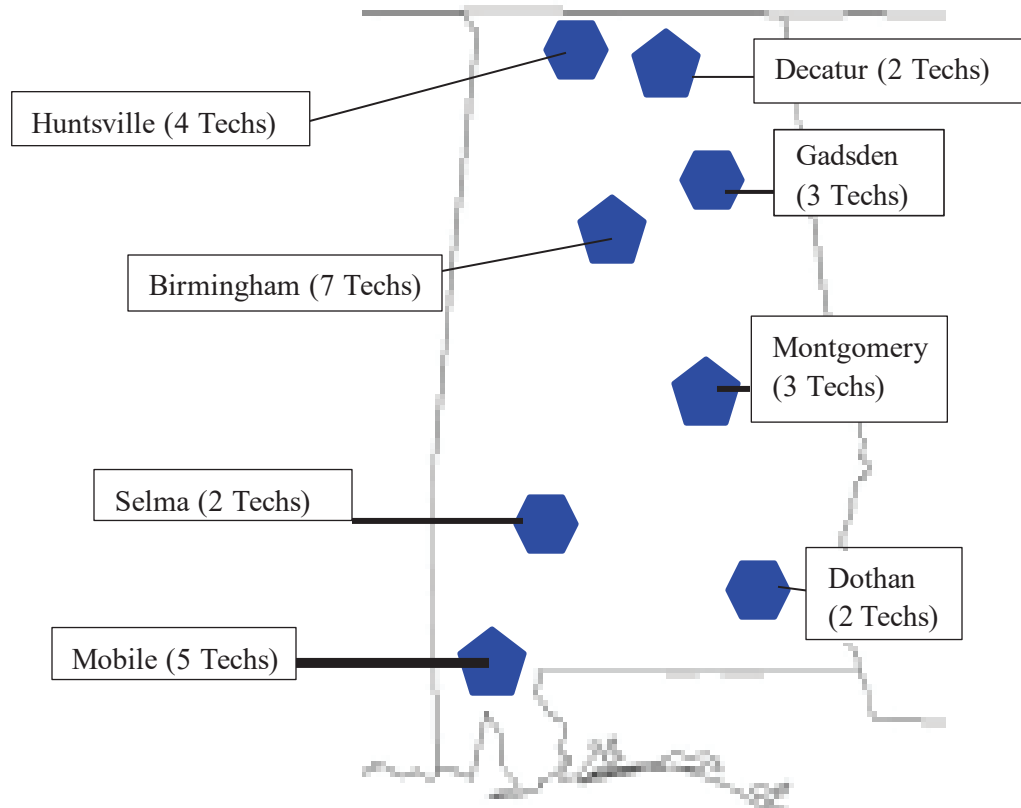 Decatur (2 Techs)
Huntsville (4 Techs)
Gadsden
(3 Techs)
Birmingham (7 Techs)
Montgomery
(3 Techs)
Selma (2 Techs)
Dothan
(2 Techs)
Mobile (5 Techs)